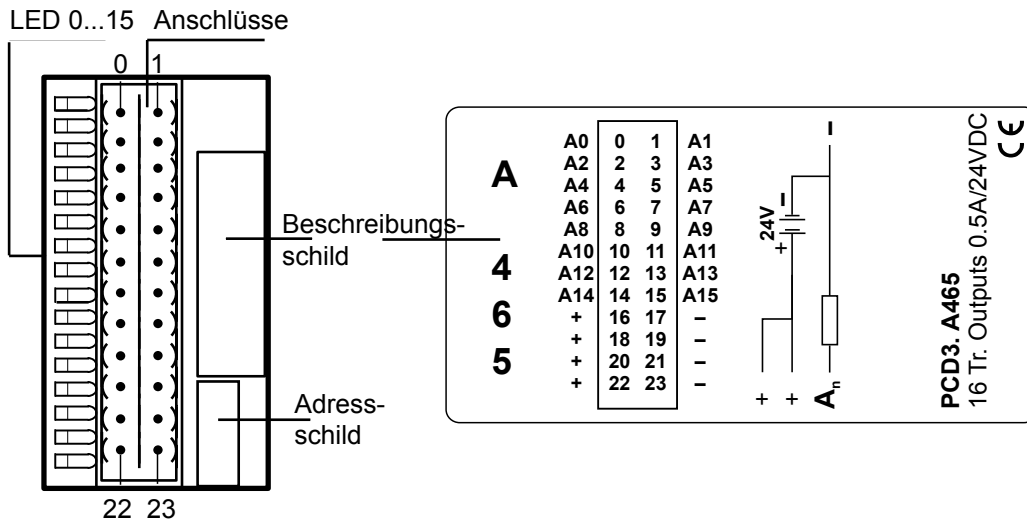 LED 0...15 Anschlüsse
0 1
Beschreibungs-
schild
Adress-
schild
22 23
A
4
6
5
A0 0 1 A1
A2 2 3 A3
A4 4 5 A5
A6 6 7 A7
A8 8 9 A9
A10 10 11 A11
A12 12 13 A13
A14 14 15 A15
+ 16 17 –
+ 18 19 –
+ 20 21 –
+ 22 23 –
–
24V
+ –
+ + An
PCD3. A465
16 Tr. Outputs 0.5A/24VDC
CE